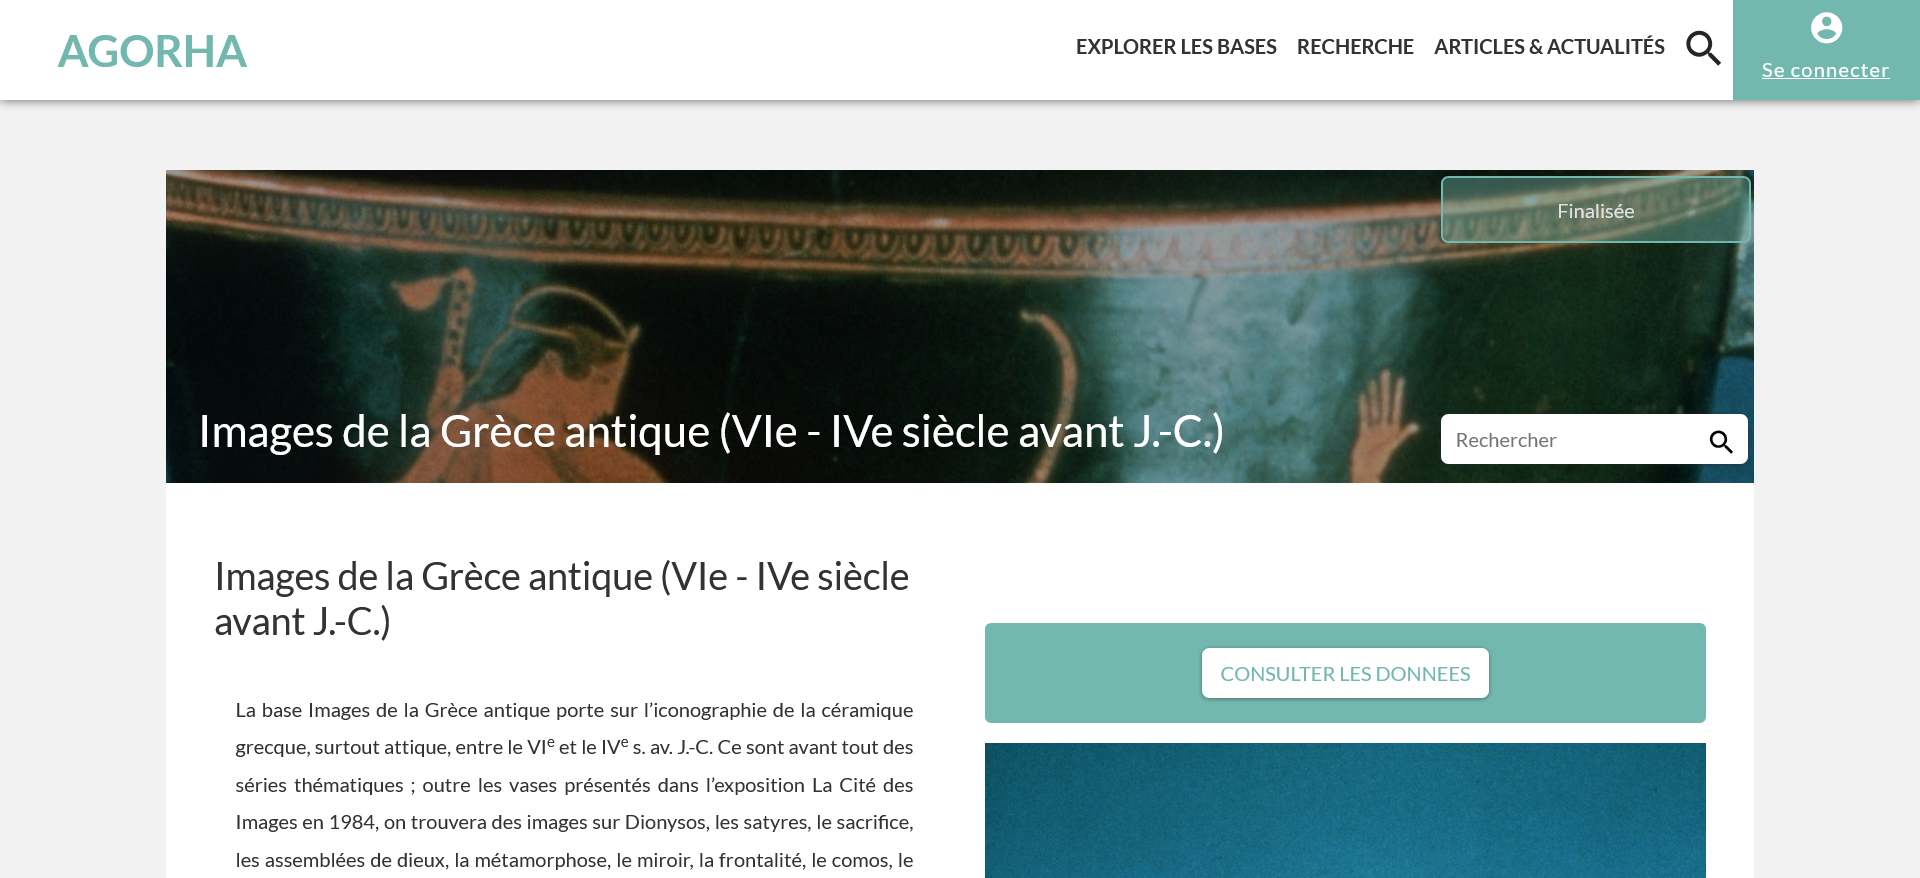 AGORHA
EXPLORER LES BASES
RECHERCHE
ARTICLES & ACTUALITÉS
Se connecter
Finalisée
Images de la Grèce antique (VIe - IVe siècle avant J.-C.)
Rechercher
Images de la Grèce antique (VIe - IVe siècle
avant J.-C.)
CONSULTER LES DONNEES
La base Images de la Grèce antique porte sur l’iconographie de la céramique
grecque, surtout attique, entre le VIe et le IVe s. av. J.-C. Ce sont avant tout des
séries thématiques ; outre les vases présentés dans l’exposition La Cité des
Images en 1984, on trouvera des images sur Dionysos, les satyres, le sacrifice,
les assemblées de dieux, la métamorphose, le miroir, la frontalité, le comos, le